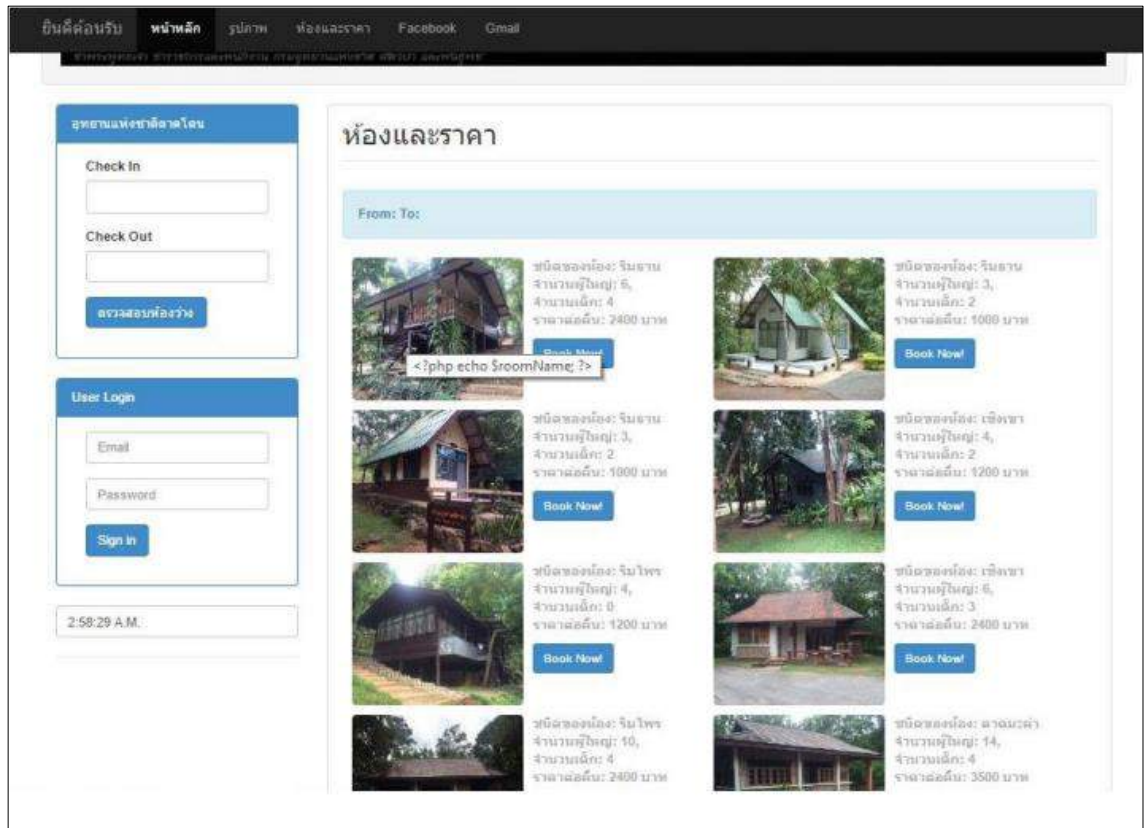 ยินดีต้อนรับ หน้าหลัก รูปภาพ ห้องและราคา Facebook Gmail
อุทยานแห่งชาติตาดโตน
Check In
Check Out
ตรวจสอบห้องว่าง
User Login
Email
Password
Sign in
2:58:29 A.M.
ห้องและราคา
From: To:
ชนิดของห้อง: ริมธาร
จำนวนผู้ใหญ่: 6,
จำนวนเด็ก: 4
ราคาต่อคืน: 2400 บาท
Book Now!
<?php echo $roomName; ?>
ชนิดของห้อง: ริมธาร
จำนวนผู้ใหญ่: 3,
จำนวนเด็ก: 2
ราคาต่อคืน: 1000 บาท
Book Now!
ชนิดของห้อง: ริมธาร
จำนวนผู้ใหญ่: 3,
จำนวนเด็ก: 2
ราคาต่อคืน: 1000 บาท
Book Now!
ชนิดของห้อง: เชิงเขา
จำนวนผู้ใหญ่: 4,
จำนวนเด็ก: 2
ราคาต่อคืน: 1200 บาท
Book Now!
ชนิดของห้อง: ริมไพร
จำนวนผู้ใหญ่: 4,
จำนวนเด็ก: 0
ราคาต่อคืน: 1200 บาท
Book Now!
ชนิดของห้อง: เชิงเขา
จำนวนผู้ใหญ่: 6,
จำนวนเด็ก: 3
ราคาต่อคืน: 2400 บาท
Book Now!
ชนิดของห้อง: ริมไพร
จำนวนผู้ใหญ่: 10,
จำนวนเด็ก: 4
ราคาต่อคืน: 2400 บาท
ชนิดของห้อง: ลาดมะค่า
จำนวนผู้ใหญ่: 14,
จำนวนเด็ก: 4
ราคาต่อคืน: 3500 บาท